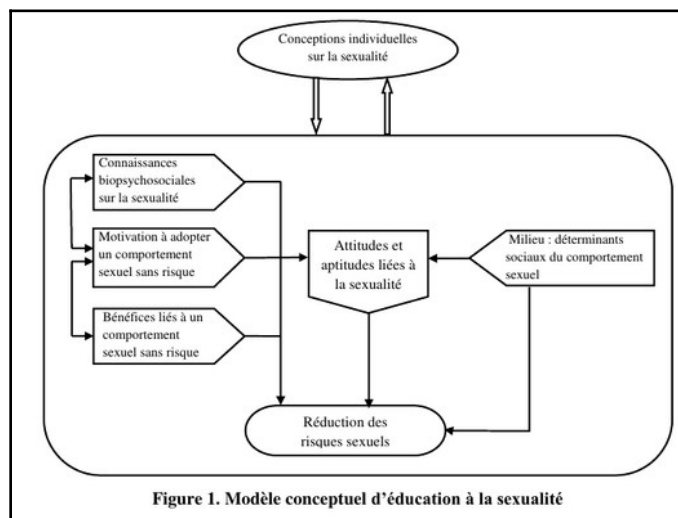 Conceptions individuelles
sur la sexualité
Connaissances
biopsychosociales
sur la sexualité
Motivation à adopter
un comportement
sexuel sans risque
Bénéfices liés à un
comportement
sexuel sans risque
Attitudes et
aptitudes liées à
la sexualité
Milieu : déterminants
sociaux du comportement
sexuel
Réduction des
risques sexuels
Figure 1. Modèle conceptuel d'éducation à la sexualité